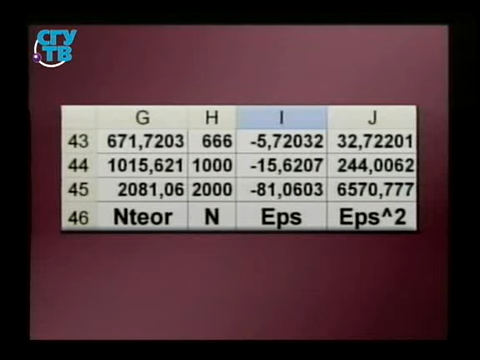 СГУ
ТВ
G H I J
43 671,7203 666 -5,72032 32,72201
44 1015,621 1000 -15,6207 244,0062
45 2081,06 2000 -81,0603 6570,777
46 Nteor N Eps Eps^2